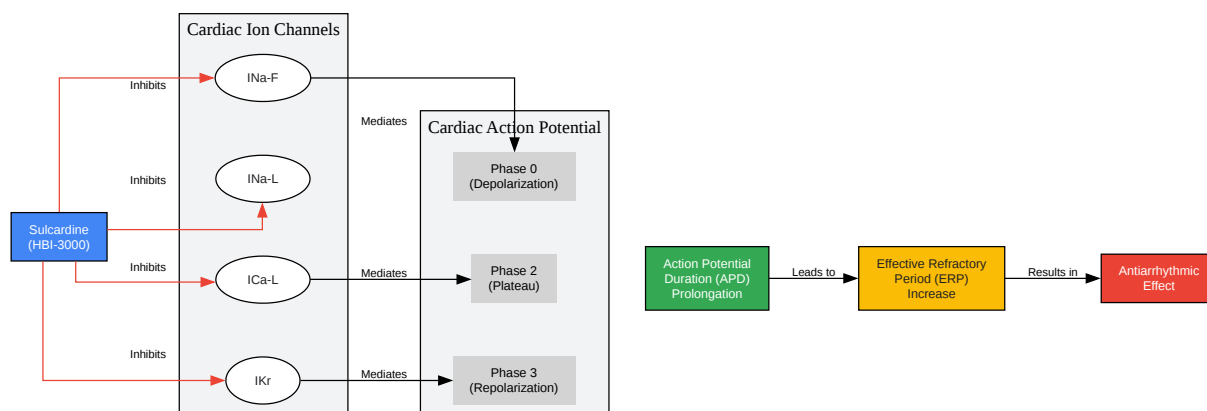 Cardiac Ion Channels
INa-F
Inhibits
Mediates
Cardiac Action Potential
Phase 0
(Depolarization)
INa-L
Inhibits
Sulcardine
(HBI-3000)
Inhibits
ICa-L
Mediates
Phase 2
(Plateau)
Inhibits
IKr
Mediates
Phase 3
(Repolarization)
Action Potential
Duration (APD)
Prolongation
Leads to
Effective Refractory
Period (ERP)
Increase
Results in
Antiarrhythmic
Effect